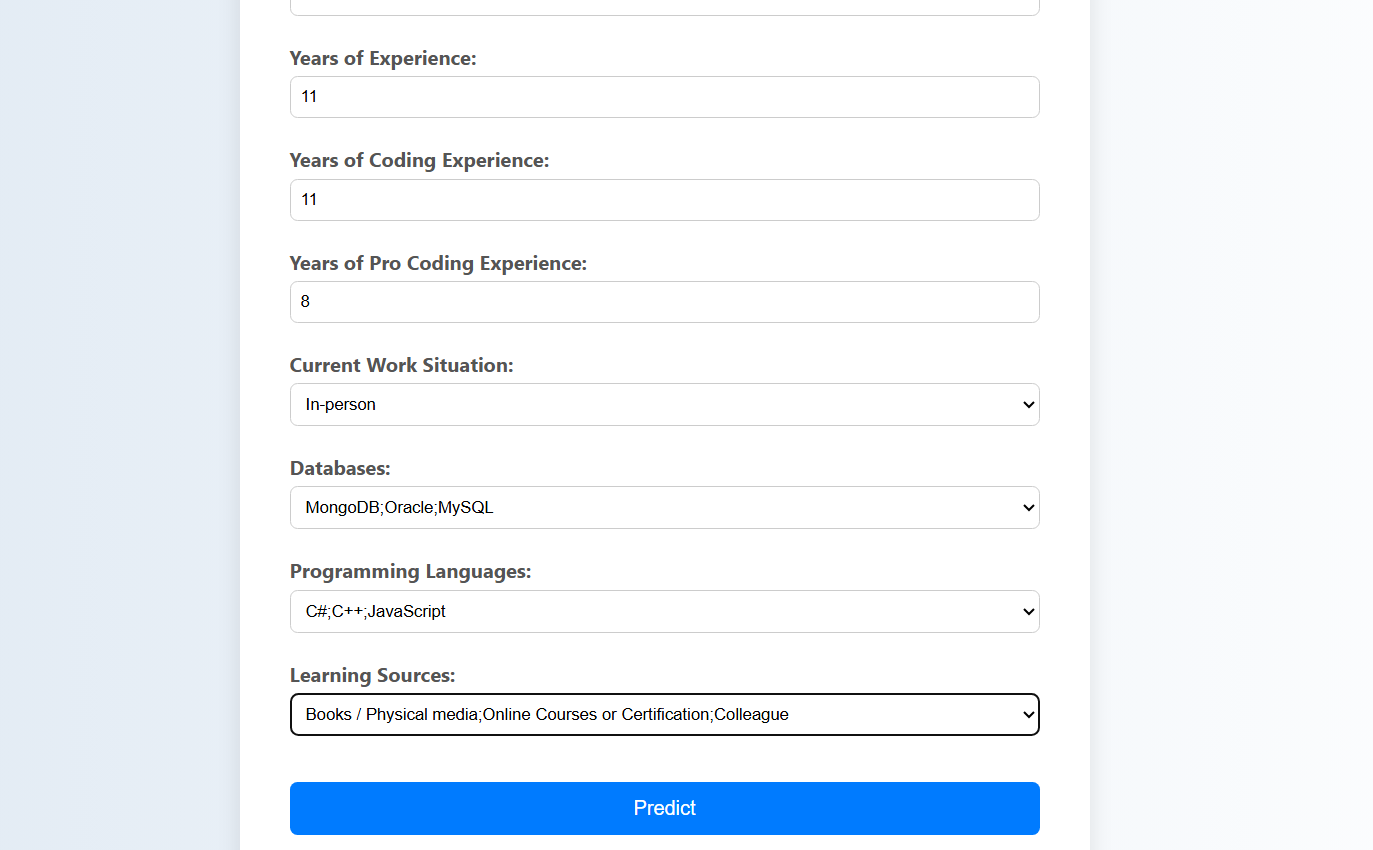 Years of Experience:
11
Years of Coding Experience:
11
Years of Pro Coding Experience:
8
Current Work Situation:
In-person
Databases:
MongoDB;Oracle;MySQL
Programming Languages:
C#;C++;JavaScript
Learning Sources:
Books / Physical media;Online Courses or Certification;Colleague
Predict